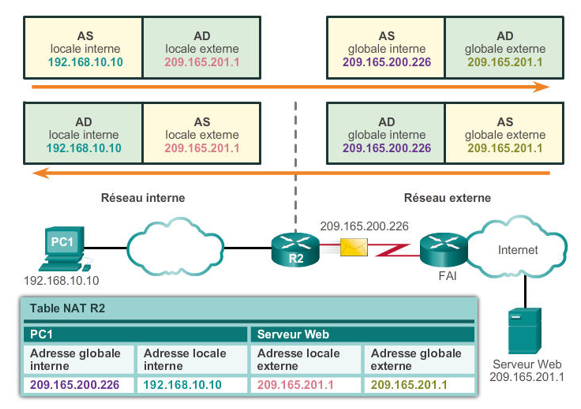 AS
locale interne
192.168.10.10
AD
locale externe
209.165.201.1
AS
globale interne
209.165.200.226
AD
globale externe
209.165.201.1
AD
locale interne
192.168.10.10
AS
locale externe
209.165.201.1
AD
globale interne
209.165.200.226
AS
globale externe
209.165.201.1
Réseau interne
Réseau externe
209.165.200.226
PC1
R2
FAI
Internet
192.168.10.10
Serveur Web
209.165.201.1
Table NAT R2
PC1
Serveur Web
Adresse globale
interne
Adresse locale
interne
Adresse locale
externe
Adresse globale
externe
209.165.200.226
192.168.10.10
209.165.201.1
209.165.201.1